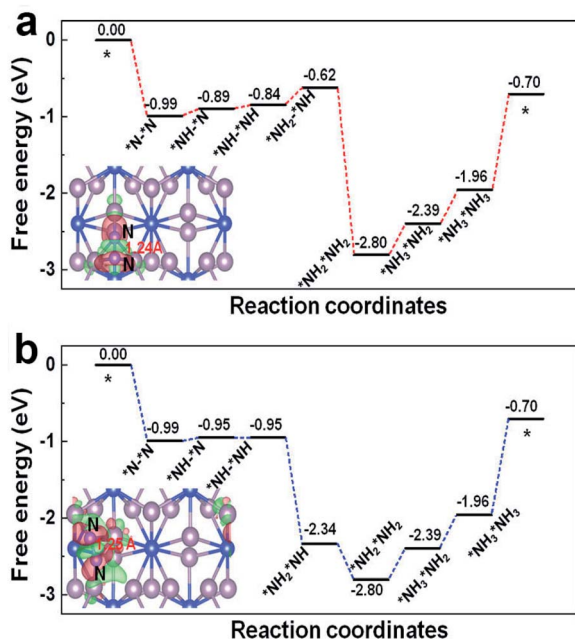 a
Free energy (eV)
0
-1
-2
-3
0.00
*
-0.99
*N-*N
-0.89
*NH-*N
-0.84
*NH-*NH
-0.62
*NH₂-*NH
-2.80
*NH₂*NH₂
-2.39
*NH₃*NH₂
-1.96
*NH₃*NH₃
-0.70
*
N
1.24Å
N
Reaction coordinates
b
Free energy (eV)
0
-1
-2
-3
0.00
*
-0.99
*N-*N
-0.95
*NH-*N
-0.95
*NH-*NH
-2.34
*NH₂*NH
*NH₂*NH₂
-2.80
-2.39
*NH₃*NH₂
-1.96
*NH₃*NH₃
-0.70
*
N
1.25Å
N
Reaction coordinates